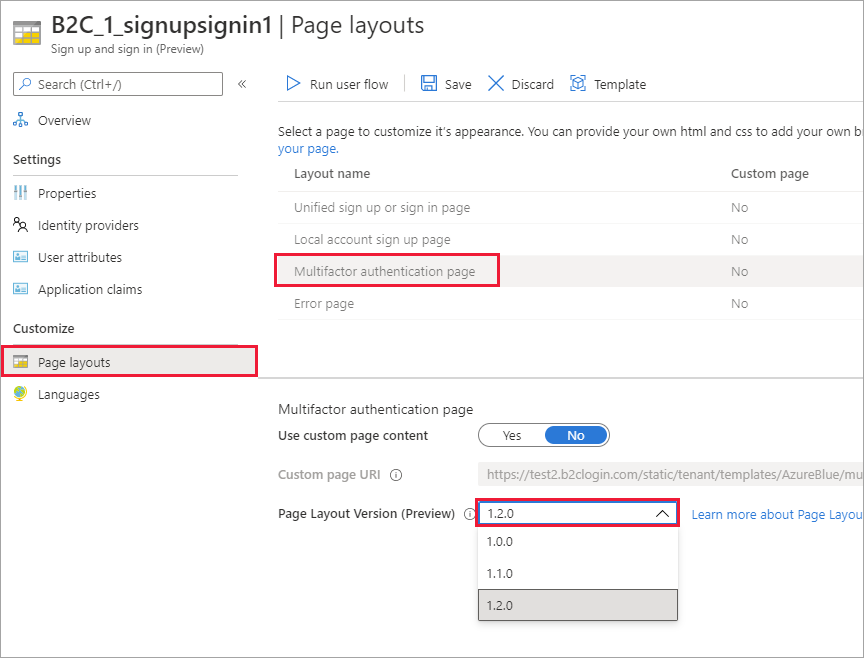 B2C_1_signupsignin1 | Page layouts
Sign up and sign in (Preview)
Search (Ctrl+/)
«
Run user flow
Save
Discard
Template
Overview
Settings
Properties
Identity providers
User attributes
Application claims
Customize
Page layouts
Languages
Select a page to customize it's appearance. You can provide your own html and css to add your own
your page.
Layout name Custom page
Unified sign up or sign in page No
Local account sign up page No
Multifactor authentication page No
Error page No
Multifactor authentication page
Use custom page content Yes No
Custom page URI https://test2.b2clogin.com/static/tenant/templates/AzureBlue/mu
Page Layout Version (Preview) 1.2.0 Learn more about Page Layou
1.0.0
1.1.0
1.2.0